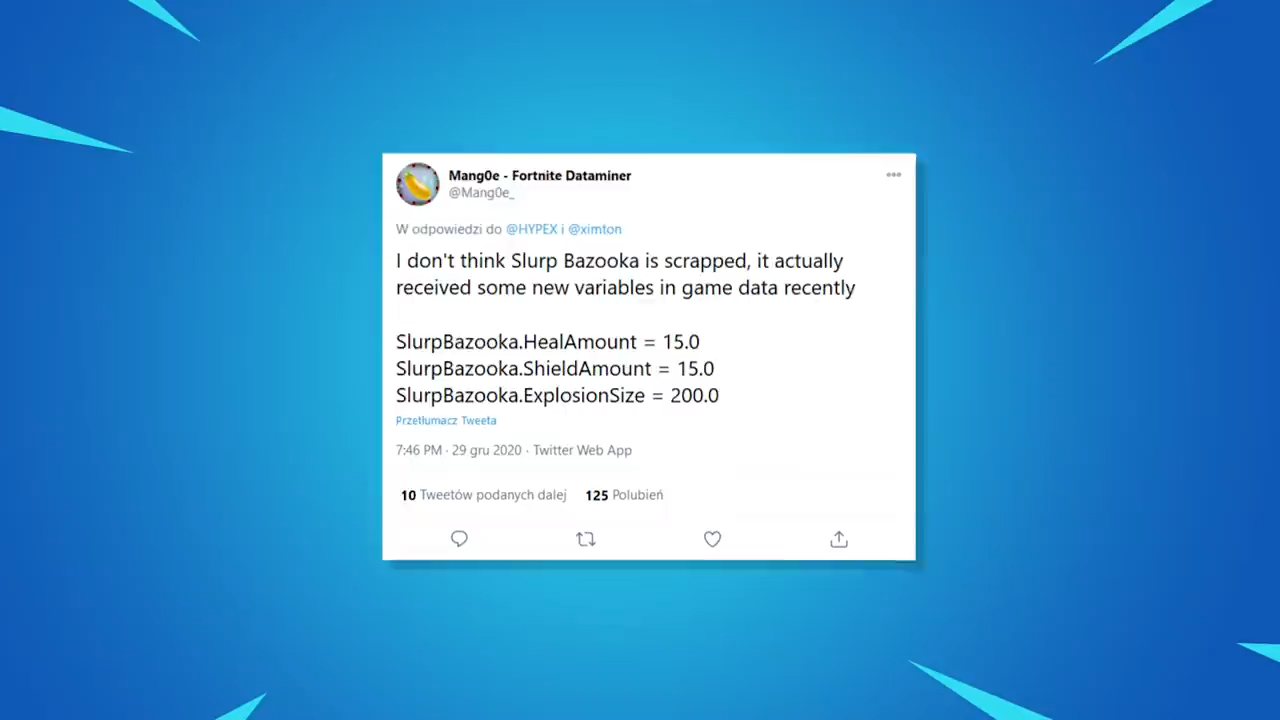 Mang0e - Fortnite Dataminer
@Mang0e_
W odpowiedzi do @HYPEX i @ximton
I don't think Slurp Bazooka is scrapped, it actually
received some new variables in game data recently
SlurpBazooka.HealAmount = 15.0
SlurpBazooka.ShieldAmount = 15.0
SlurpBazooka.ExplosionSize = 200.0
Przetłumacz Tweeta
7:46 PM · 29 gru 2020 · Twitter Web App
10 Tweetów podanych dalej 125 Polubień